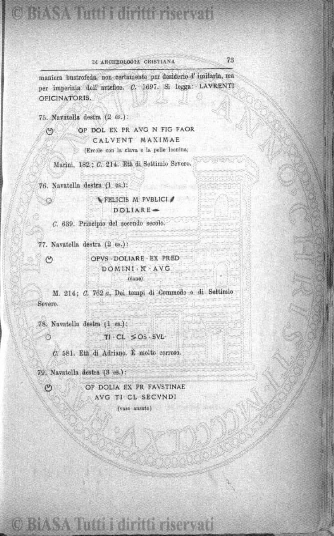 © BiASA Tutti i diritti riservati
DI ARCHEOLOGIA CRISTIANA 73
maniera bustrofeda, non certamente per desiderio d'imitarla, ma
per imperizia dell'artefice. C. 1697. Si legga: LAVRENTI
OFICINATORIS.
75. Navatella destra (2 es.):
OP DOL EX PR AVG N FIG FAOR
CALVENT MAXIMAE
(Ercole con la clava e la pelle leonina)
Marini, 182; C. 214. Età di Settimio Severo.
76. Navatella destra (1 es.):
FELICIS M PVBLICI
DOLIARE
C. 639. Principio del secondo secolo.
77. Navatella destra (2 es.):
OPVS · DOLIARE · EX PRED
DOMINI · N · AVG
M. 214; C. 762 a. Dei tempi di Commodo o di Settimio
Severo.
78. Navatella destra (1 es.):
TI · CL · OS · SVL ·
C. 581. Età di Adriano. È molto corroso.
79. Navatella destra (3 es.):
OP DOLIA EX PR FAVSTINAE
AVG TI CL SECVNDI
© BiASA Tutti i diritti riservati